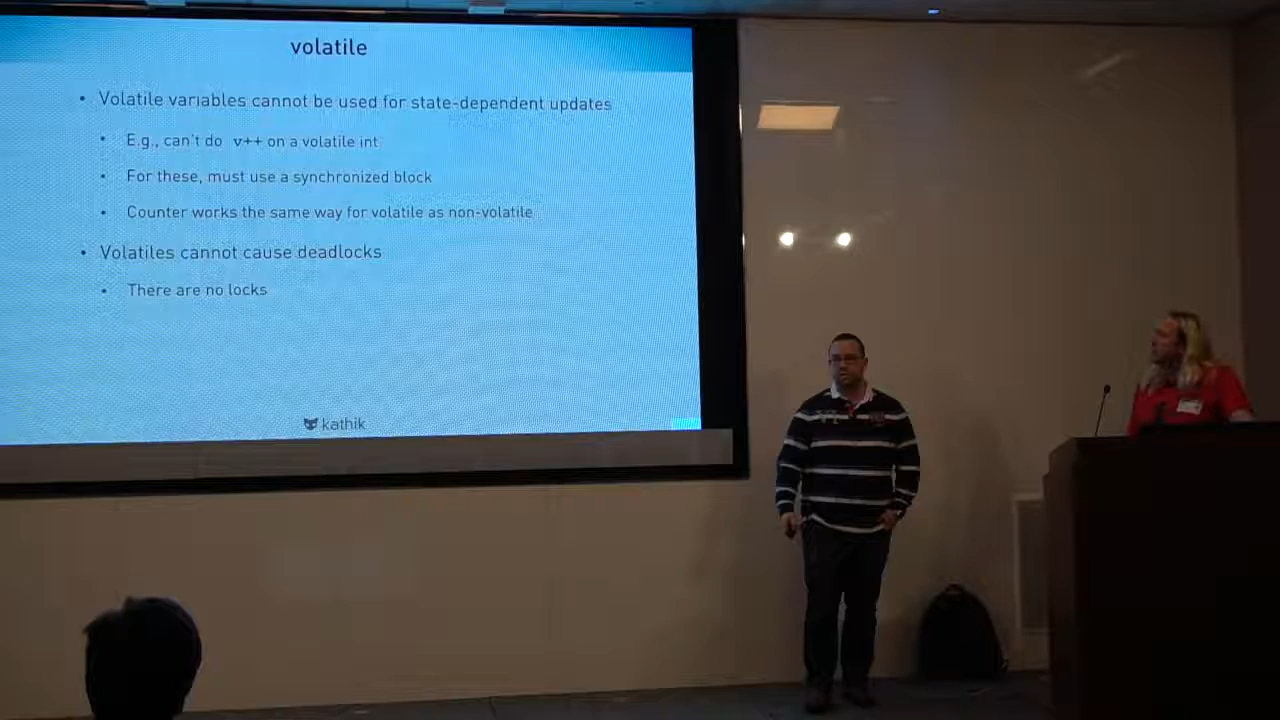 volatile
• Volatile variables cannot be used for state-dependent updates
• E.g., can't do v++ on a volatile int
• For these, must use a synchronized block
• Counter works the same way for volatile as non-volatile
• Volatiles cannot cause deadlocks
• There are no locks
kathik